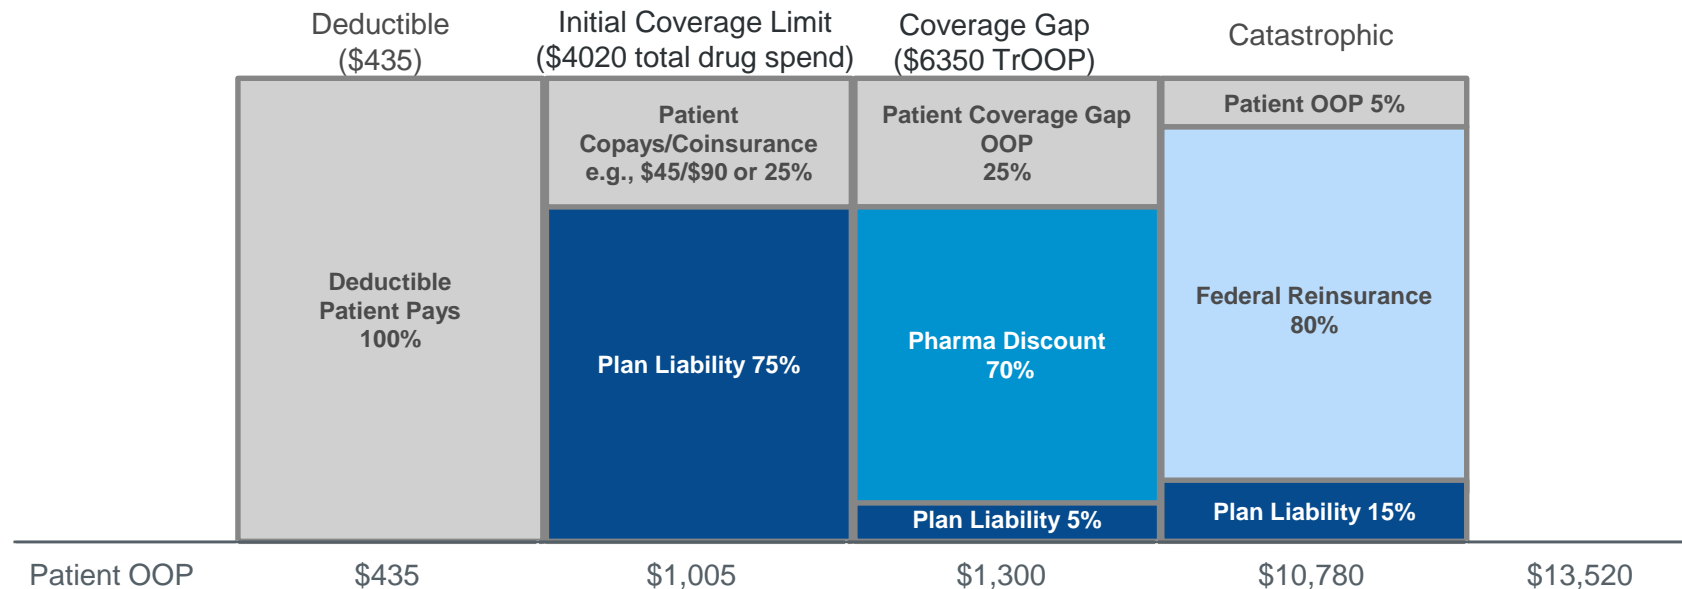 Deductible
($435)
Initial Coverage Limit
($4020 total drug spend)
Coverage Gap
($6350 TrOOP)
Catastrophic
Deductible
Patient Pays
100%
Patient
Copays/Coinsurance
e.g., $45/$90 or 25%
Plan Liability 75%
Patient Coverage Gap
OOP
25%
Pharma Discount
70%
Plan Liability 5%
Patient OOP 5%
Federal Reinsurance
80%
Plan Liability 15%
Patient OOP $435 $1,005 $1,300 $10,780 $13,520